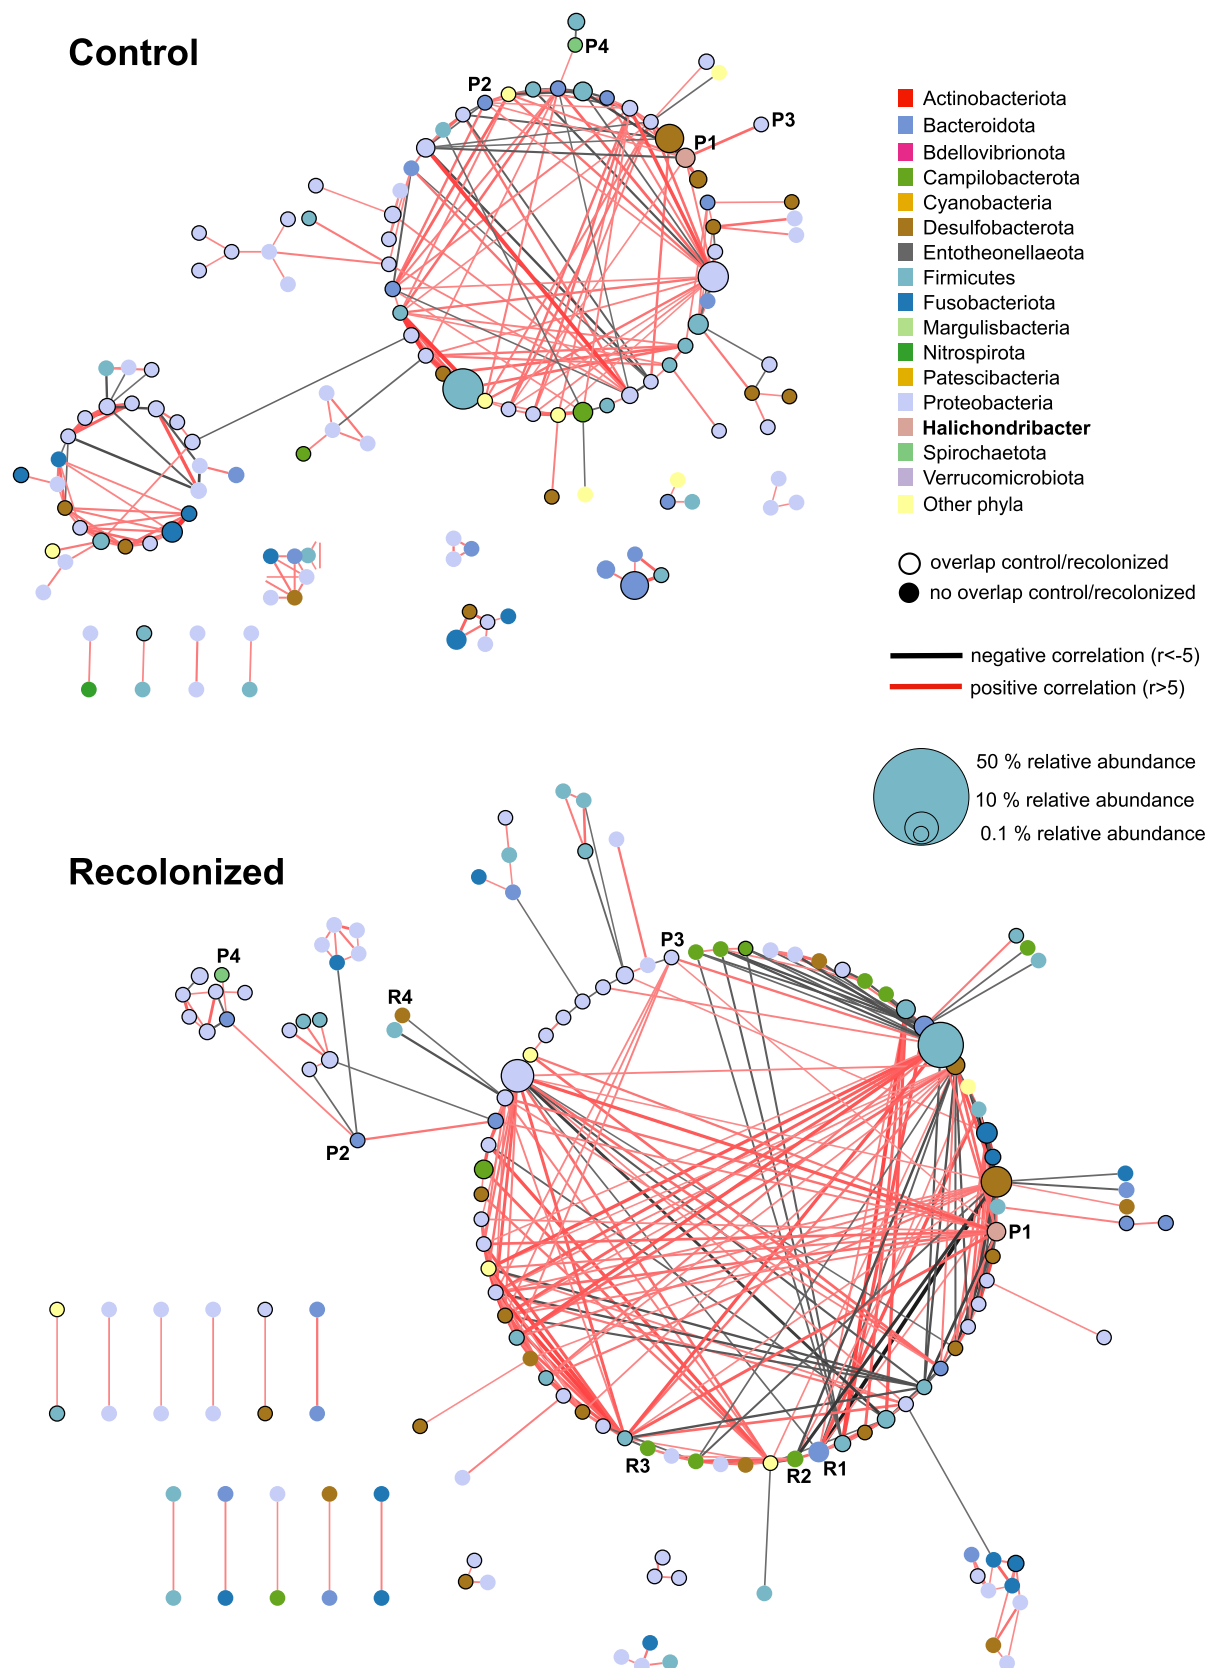 Control
P4
P2
P3
P1
Actinobacteriota
Bacteroidota
Bdellovibrionota
Campilobacterota
Cyanobacteria
Desulfobacterota
Entotheonellaeota
Firmicutes
Fusobacteriota
Margulisbacteria
Nitrospirota
Patescibacteria
Proteobacteria
Halichondribacter
Spirochaetota
Verrucomicrobiota
Other phyla
overlap control/recolonized
no overlap control/recolonized
negative correlation (r<-5)
positive correlation (r>5)
50 % relative abundance
10 % relative abundance
0.1 % relative abundance
Recolonized
P3
P4
R4
P2
P1
R3
R2
R1